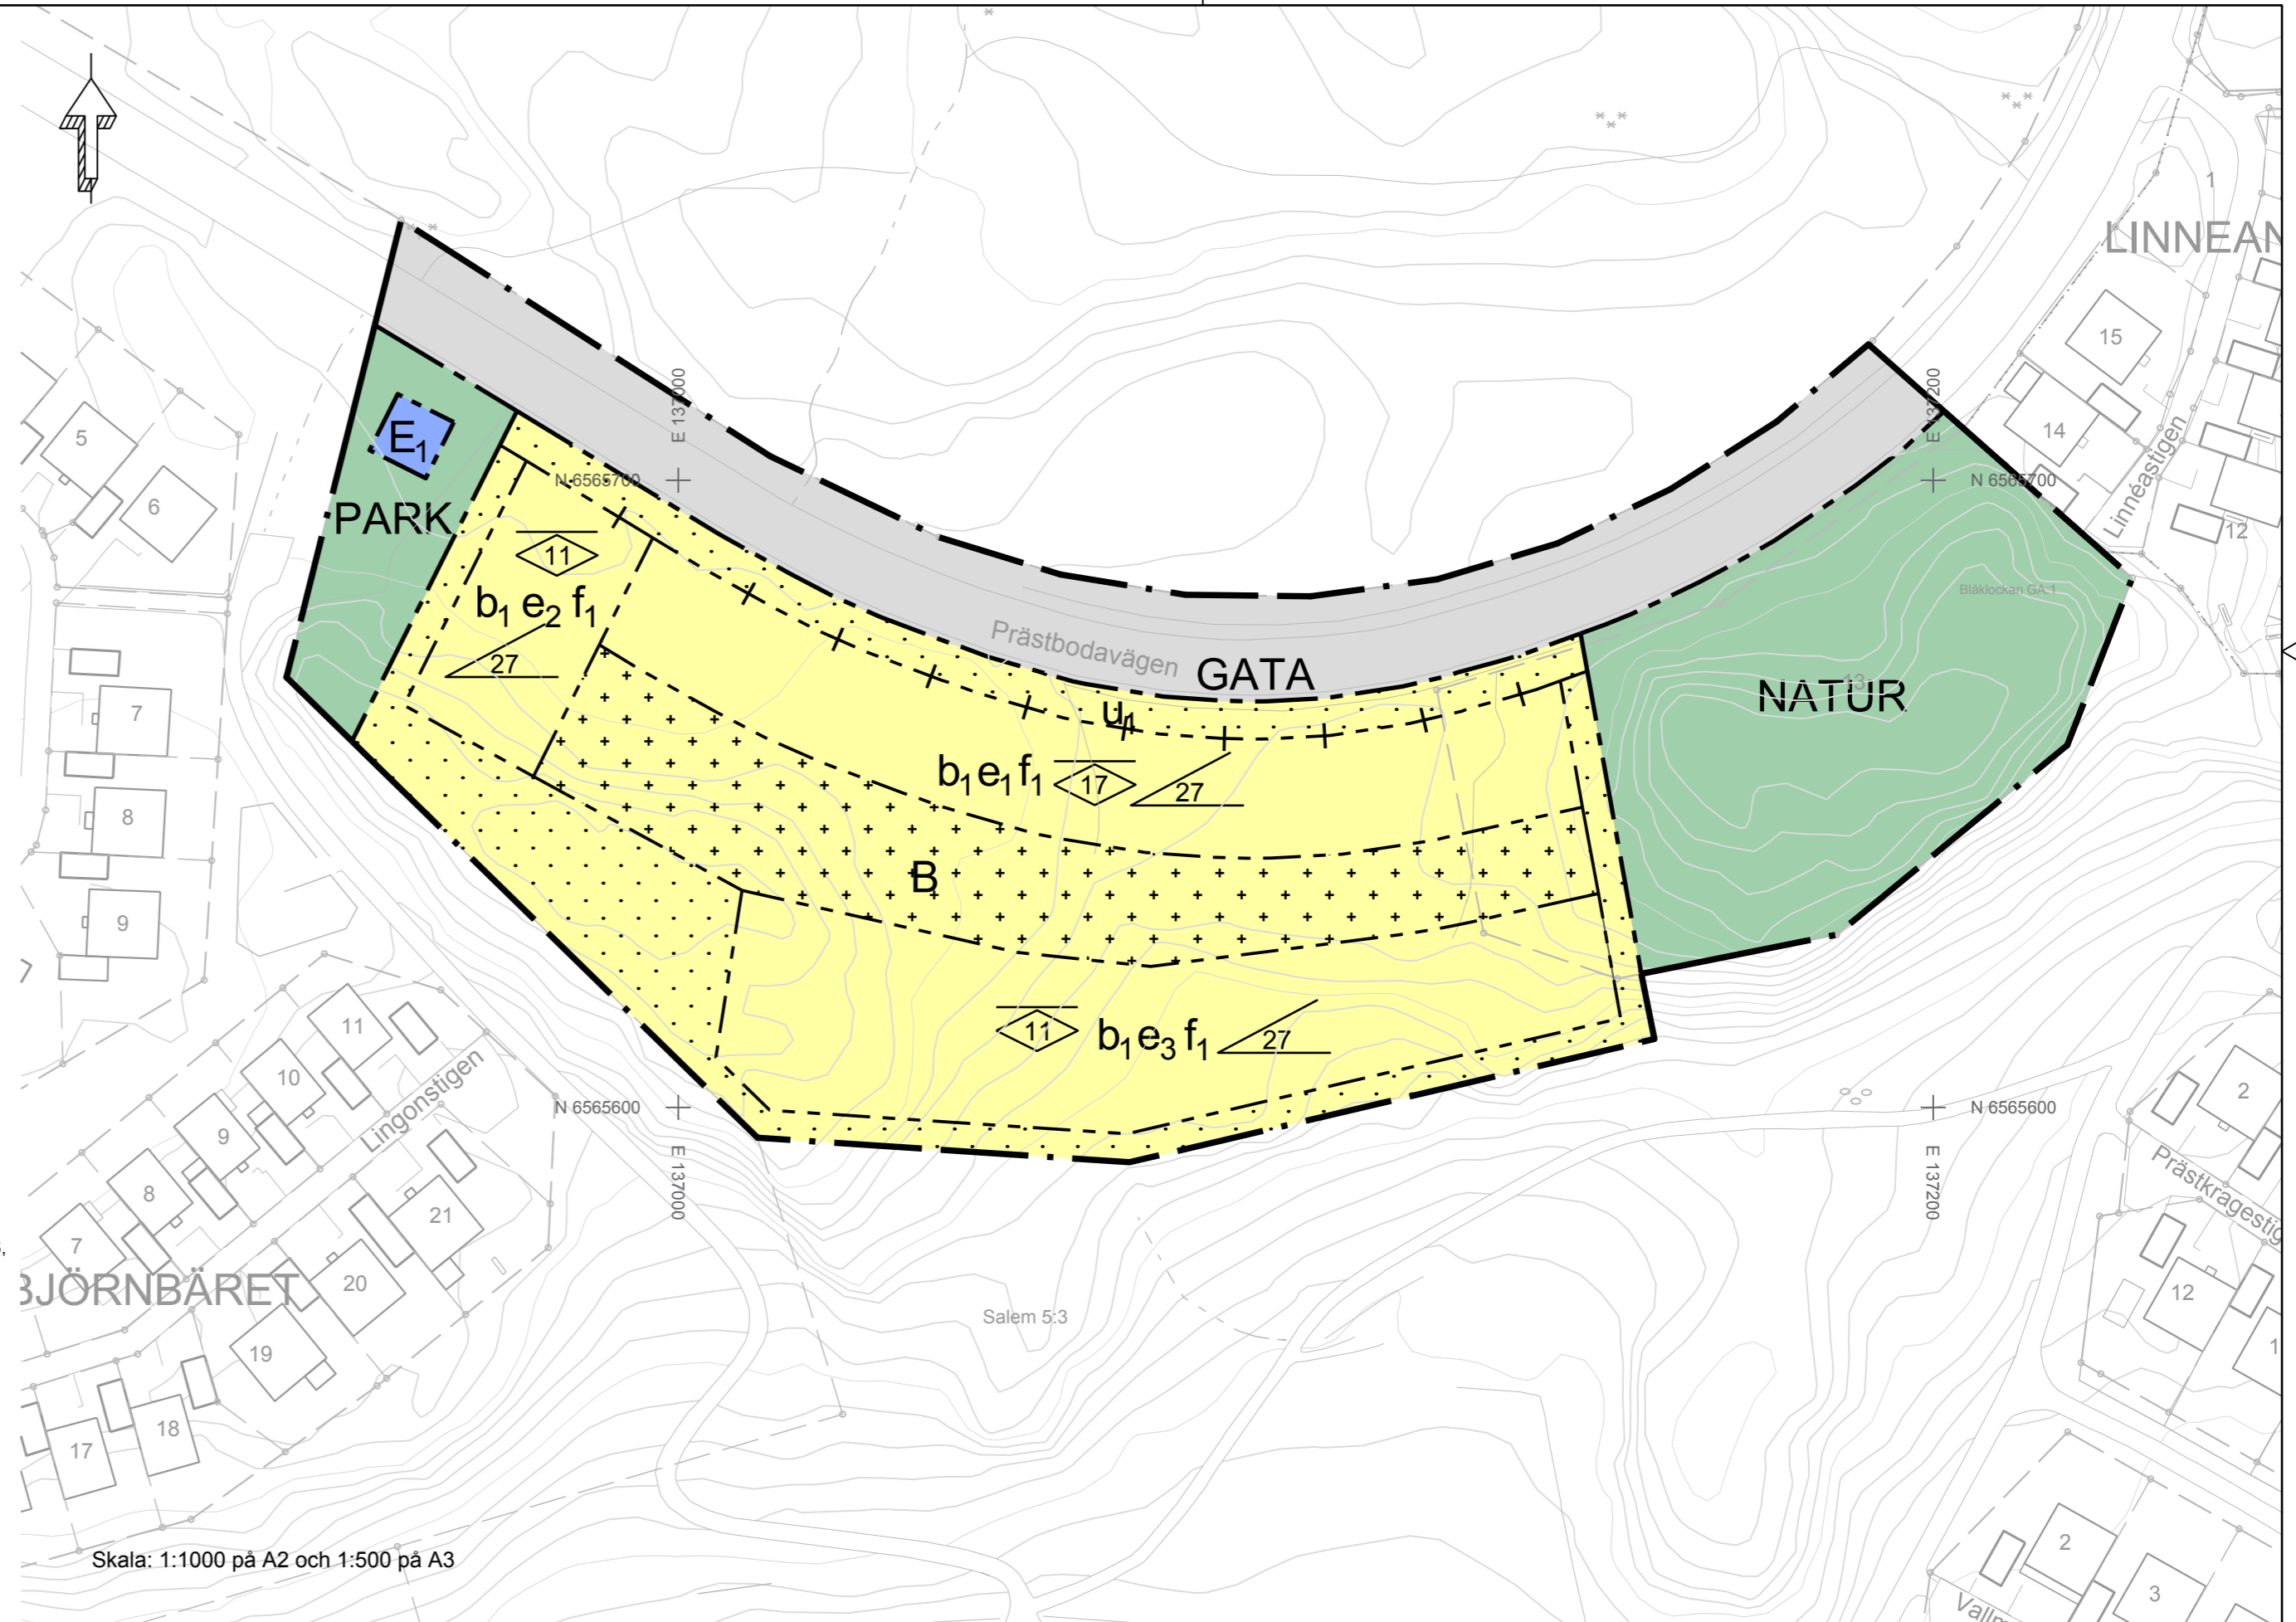 1
LINNEAN
15
E 137000
E 137200
5
E1
14
N 6565700
N 6565700
Linnéastigen
6
PARK
12
11
b1 e2 f1
Blåklockan GA:1
27
Prästbodavägen
GATA
13
NATUR
7
u1
b1 e1 f1
17
27
8
B
9
11
11
b1 e3 f1
27
10
N 6565600
N 6565600
2
Lingonstigen
9
E 137000
E 137200
8
21
7
20
BJÖRNBÄRET
12
Salem 5:3
19
1
18
17
2
Skala: 1:1000 på A2 och 1:500 på A3
3